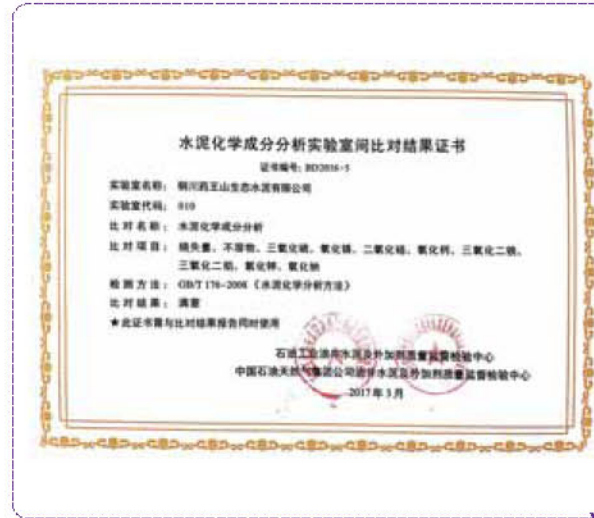 水泥化学成分分析实验室间比对结果证书
证书编号：BD2016-5
实验室名称：铜川药王山生态水泥有限公司
实验室代码：010
比对名称：水泥化学成分分析
比对项目：烧失量、不溶物、三氧化硫、氧化镁、二氧化硅、氧化钙、三氧化二铁、
三氧化二铝、氧化钾、氧化钠
检测方法：GB/T 176-2008《水泥化学分析方法》
比对结果：满意
★此证书需与比对结果报告同时使用
石油工业油井水泥及外加剂质量监督检验中心
中国石油天然气集团公司油井水泥及外加剂质量监督检验中心
2017年3月